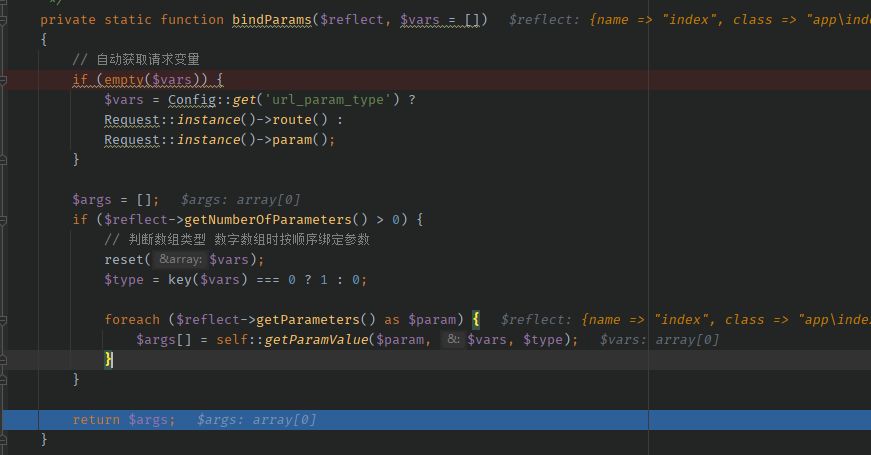 */
private static function bindParams($reflect, $vars = [])   $reflect: {name => "index", class => "app\index
{
// 自动获取请求变量
if (empty($vars)) {
$vars = Config::get('url_param_type') ?
Request::instance()->route() :
Request::instance()->param();
}
$args = [];   $args: array[0]
if ($reflect->getNumberOfParameters() > 0) {
// 判断数组类型 数字数组时按顺序绑定参数
reset( &array: $vars);
$type = key($vars) === 0 ? 1 : 0;
foreach ($reflect->getParameters() as $param) {   $reflect: {name => "index", class => "app\inde
$args[] = self::getParamValue($param,  &: $vars, $type);   $vars: array[0]
}
}
return $args;   $args: array[0]
}